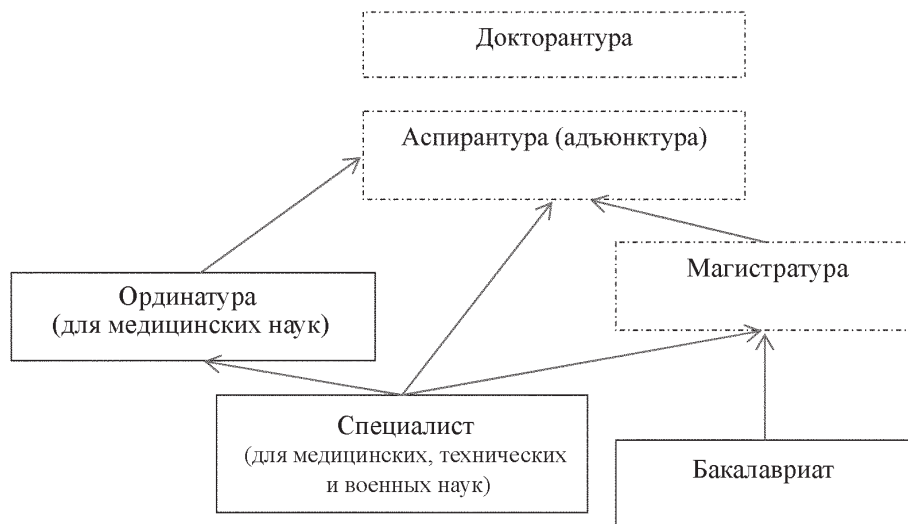 Докторантура
Аспирантура (адъюнктура)
Магистратура
Ординатура
(для медицинских наук)
Специалист
(для медицинских, технических
и военных наук)
Бакалавриат